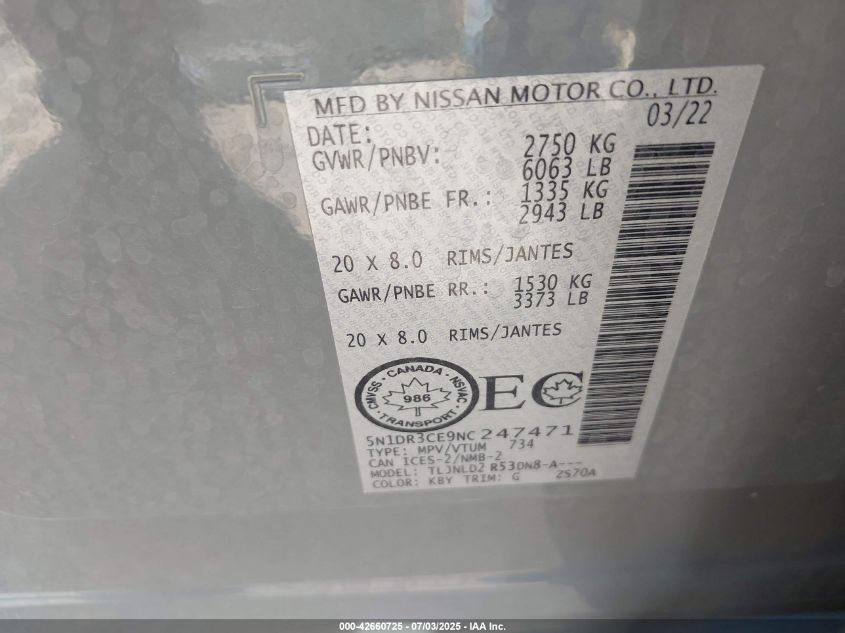 MFD BY NISSAN MOTOR CO., LTD.
DATE: 03/22
GVWR/PNBV: 2750 KG
6063 LB
GAWR/PNBE FR.: 1335 KG
2943 LB
20 X 8.0 RIMS/JANTES
GAWR/PNBE RR.: 1530 KG
3373 LB
20 X 8.0 RIMS/JANTES
CMVSS · CANADA · NSVAC
986
TRANSPORT
EC
5N1DR3CE9NC247471
TYPE: MPV/VTUM 734
CAN ICES-2/NMB-2
MODEL: TLJNLD2 R53DN8-A---
COLOR: KBY TRIM: G 2S70A
000-42660725 - 07/03/2025 - IAA Inc.